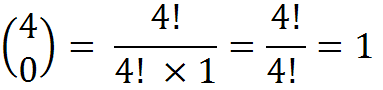 (4 0) = 4! / 4! × 1 = 4! / 4! = 1